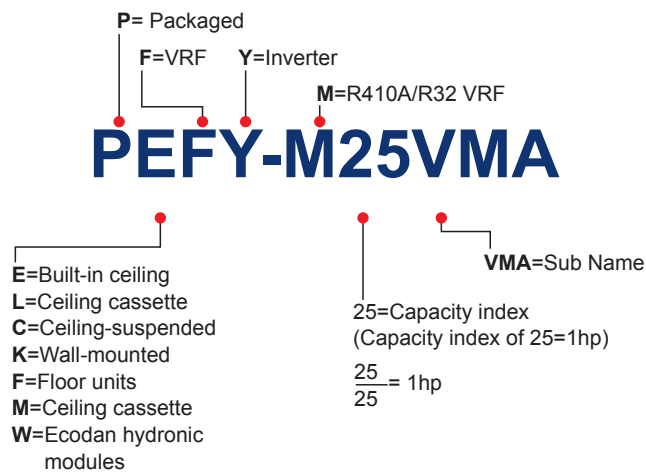 P= Packaged
F=VRF
Y=Inverter
M=R410A/R32 VRF
PEFY-M25VMA
E=Built-in ceiling
L=Ceiling cassette
C=Ceiling-suspended
K=Wall-mounted
F=Floor units
M=Ceiling cassette
W=Ecodan hydronic
modules
25=Capacity index
(Capacity index of 25=1hp)
25
25
= 1hp
VMA=Sub Name